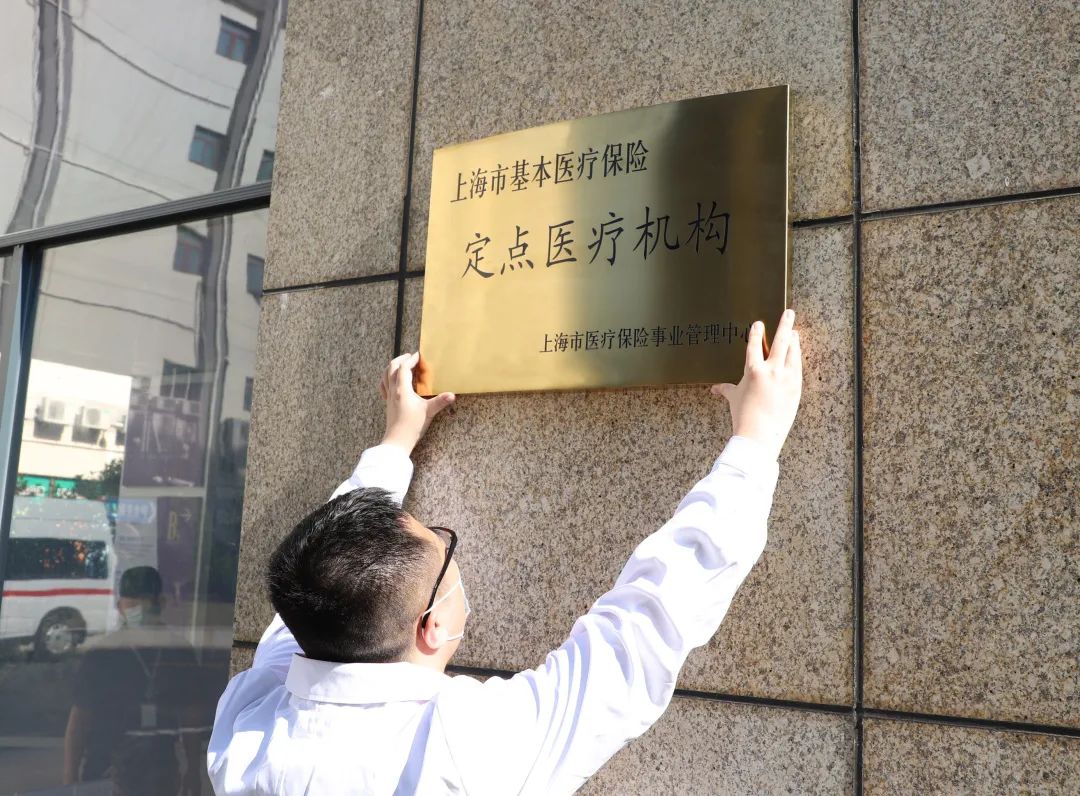 上海市基本医疗保险
定点医疗机构
上海市医疗保险事业管理中心
B